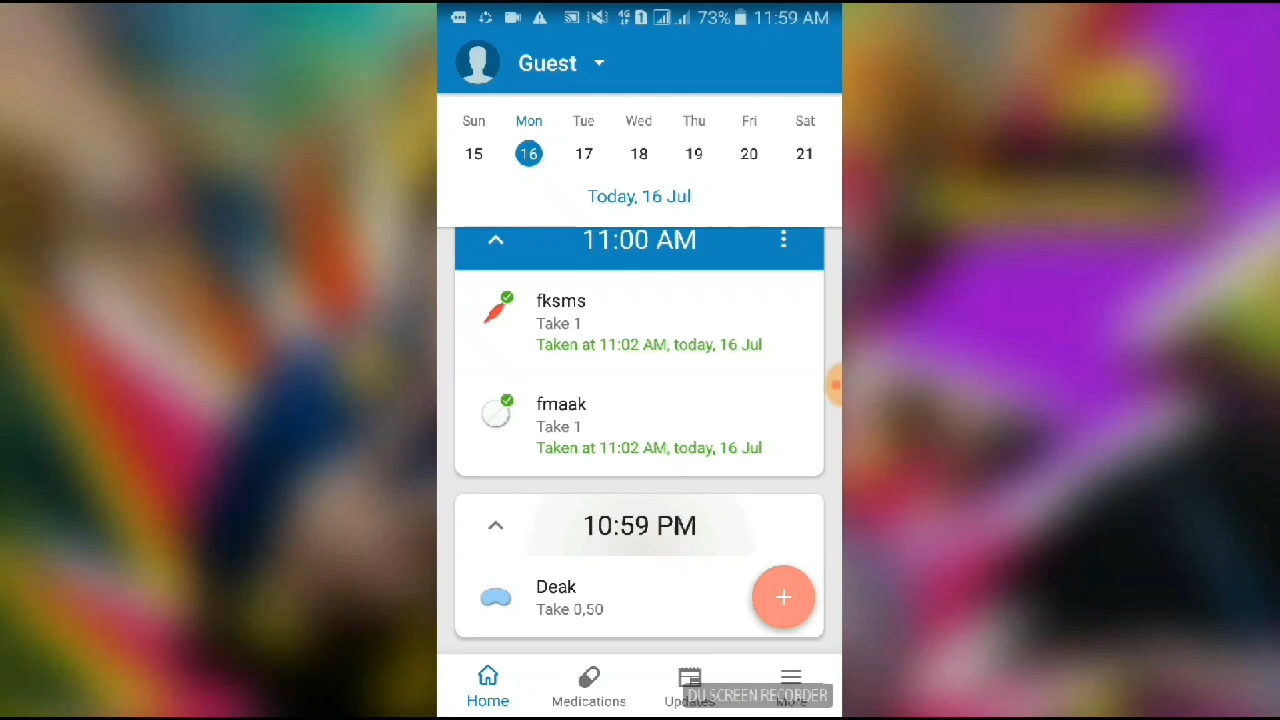 73% 11:59 AM
Guest
Sun Mon Tue Wed Thu Fri Sat
15 16 17 18 19 20 21
Today, 16 Jul
11:00 AM
fksms
Take 1
Taken at 11:02 AM, today, 16 Jul
fmaak
Take 1
Taken at 11:02 AM, today, 16 Jul
10:59 PM
Deak
Take 0,50
+
Home Medications Updates More
DU SCREEN RECORDER